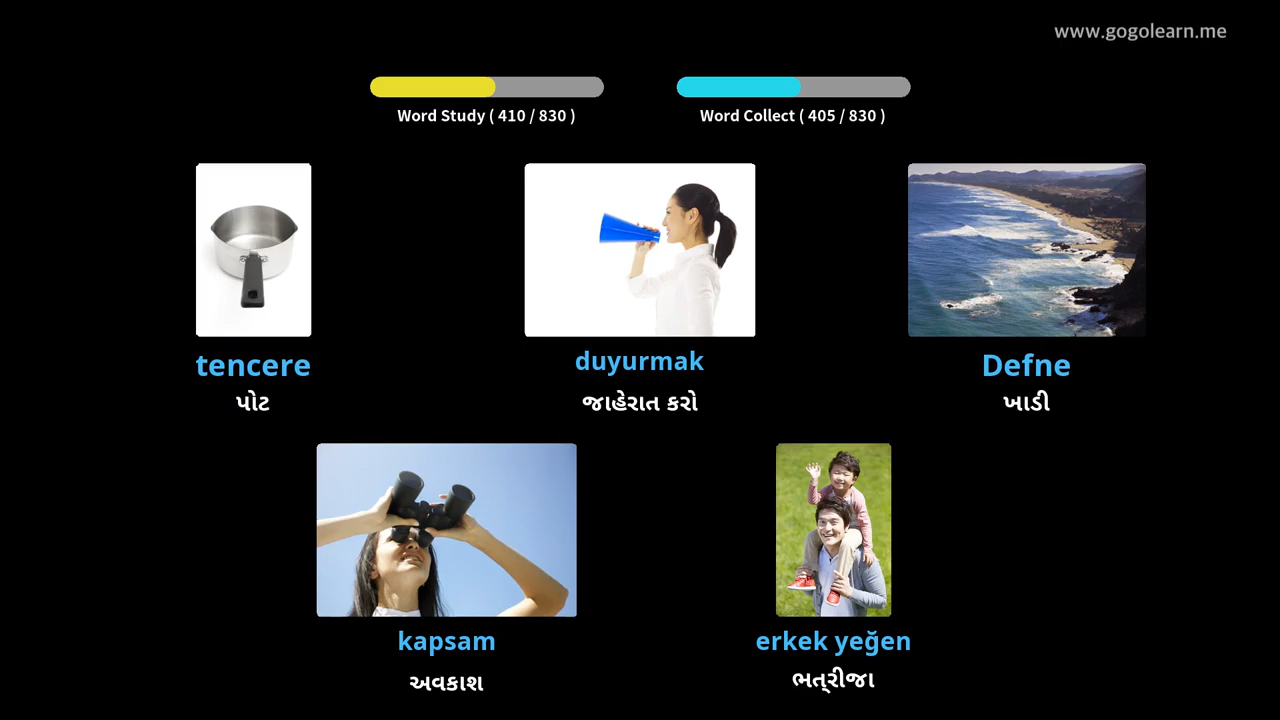 www.gogolearn.me
Word Study ( 410 / 830 )
Word Collect ( 405 / 830 )
tencere
પોટ
duyurmak
જાહેરાત કરો
Defne
ખાડી
kapsam
અવકાશ
erkek yeğen
ભત્રીજા